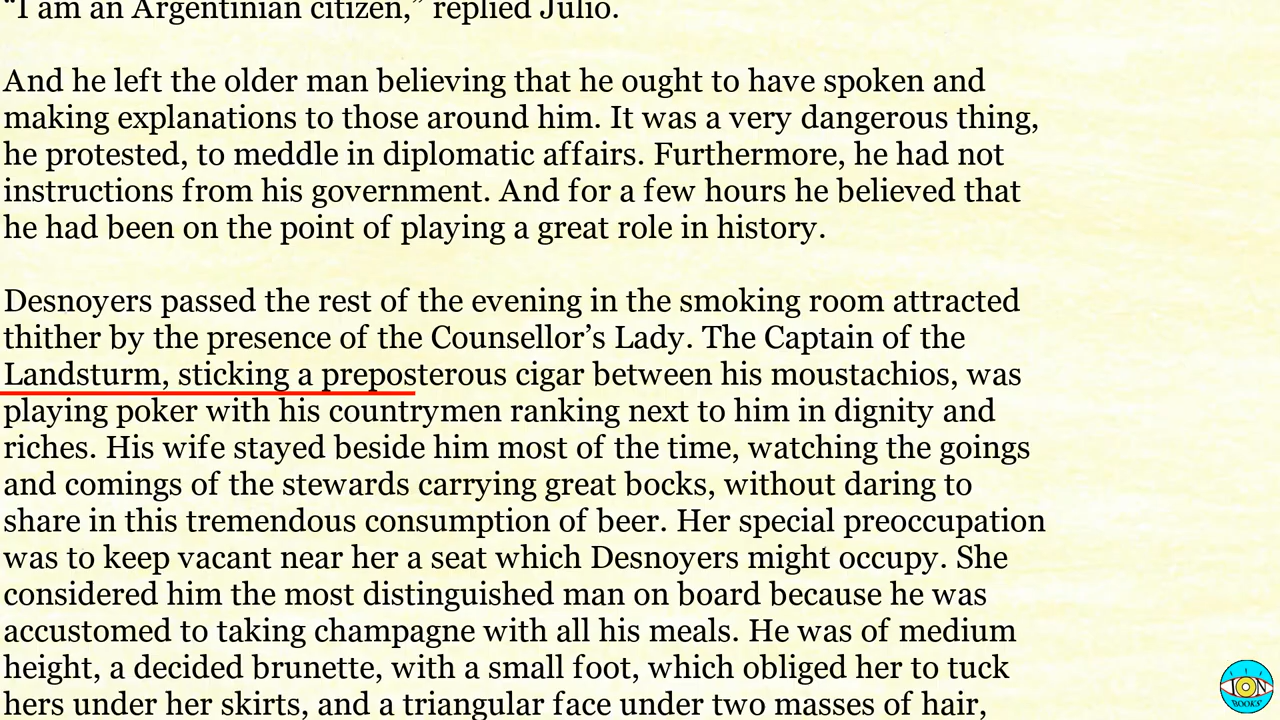 “I am an Argentinian citizen,” replied Julio.
And he left the older man believing that he ought to have spoken and
making explanations to those around him. It was a very dangerous thing,
he protested, to meddle in diplomatic affairs. Furthermore, he had not
instructions from his government. And for a few hours he believed that
he had been on the point of playing a great role in history.
Desnoyers passed the rest of the evening in the smoking room attracted
thither by the presence of the Counsellor’s Lady. The Captain of the
Landsturm, sticking a preposterous cigar between his moustachios, was
playing poker with his countrymen ranking next to him in dignity and
riches. His wife stayed beside him most of the time, watching the goings
and comings of the stewards carrying great bocks, without daring to
share in this tremendous consumption of beer. Her special preoccupation
was to keep vacant near her a seat which Desnoyers might occupy. She
considered him the most distinguished man on board because he was
accustomed to taking champagne with all his meals. He was of medium
height, a decided brunette, with a small foot, which obliged her to tuck
hers under her skirts, and a triangular face under two masses of hair,
ION
BOOKS